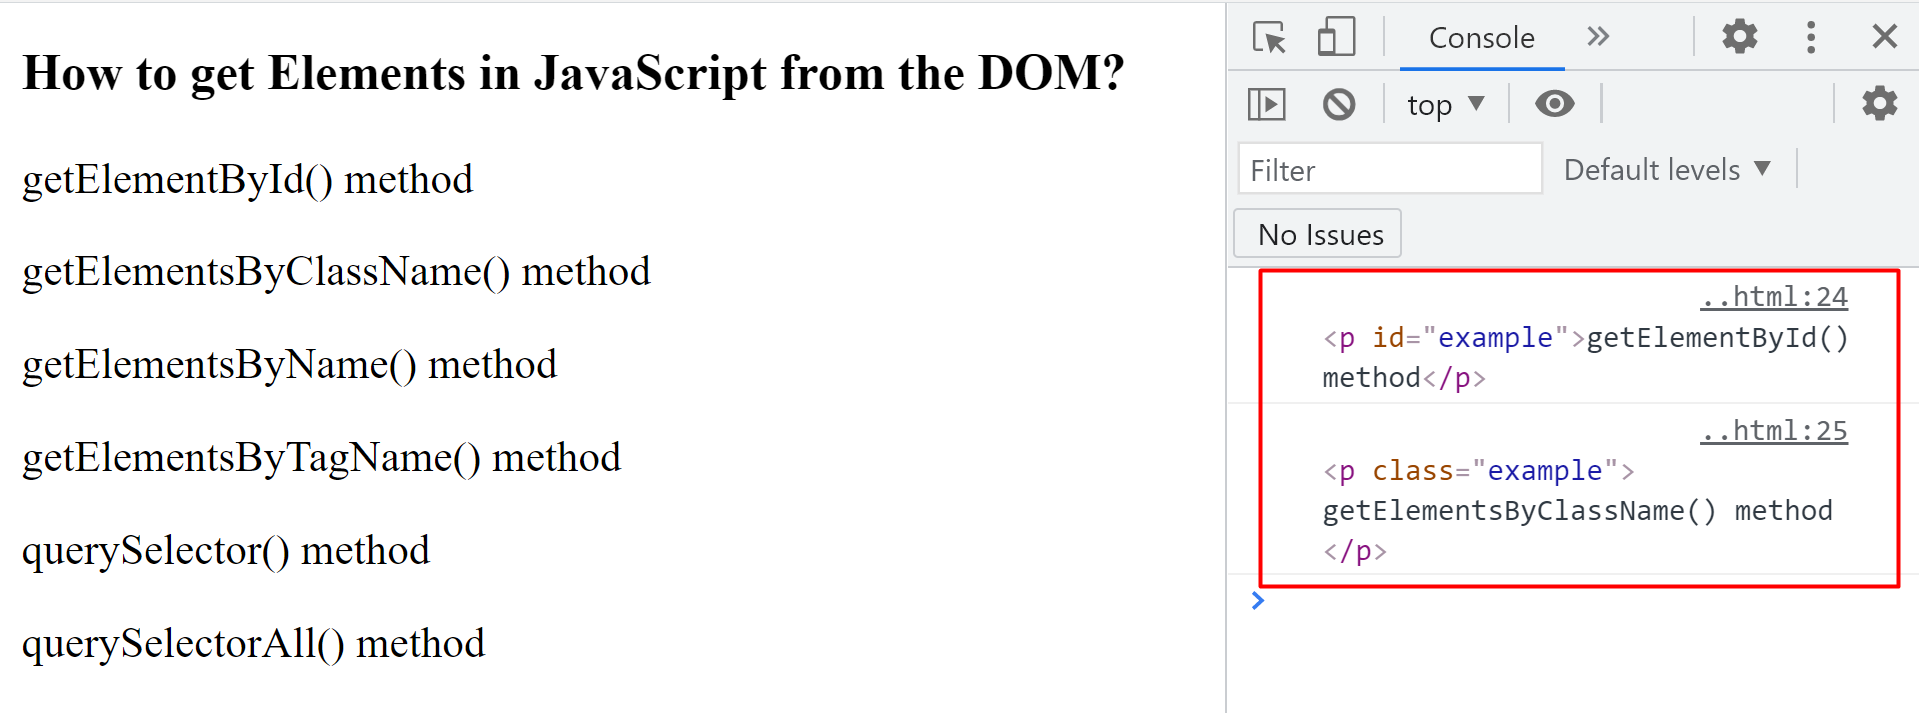 How to get Elements in JavaScript from the DOM?
getElementById() method
getElementsByClassName() method
getElementsByName() method
getElementsByTagName() method
querySelector() method
querySelectorAll() method
Console
top
Filter
Default levels
No Issues
..html:24
<p id="example">getElementById()
method</p>
..html:25
<p class="example">
getElementsByClassName() method
</p>